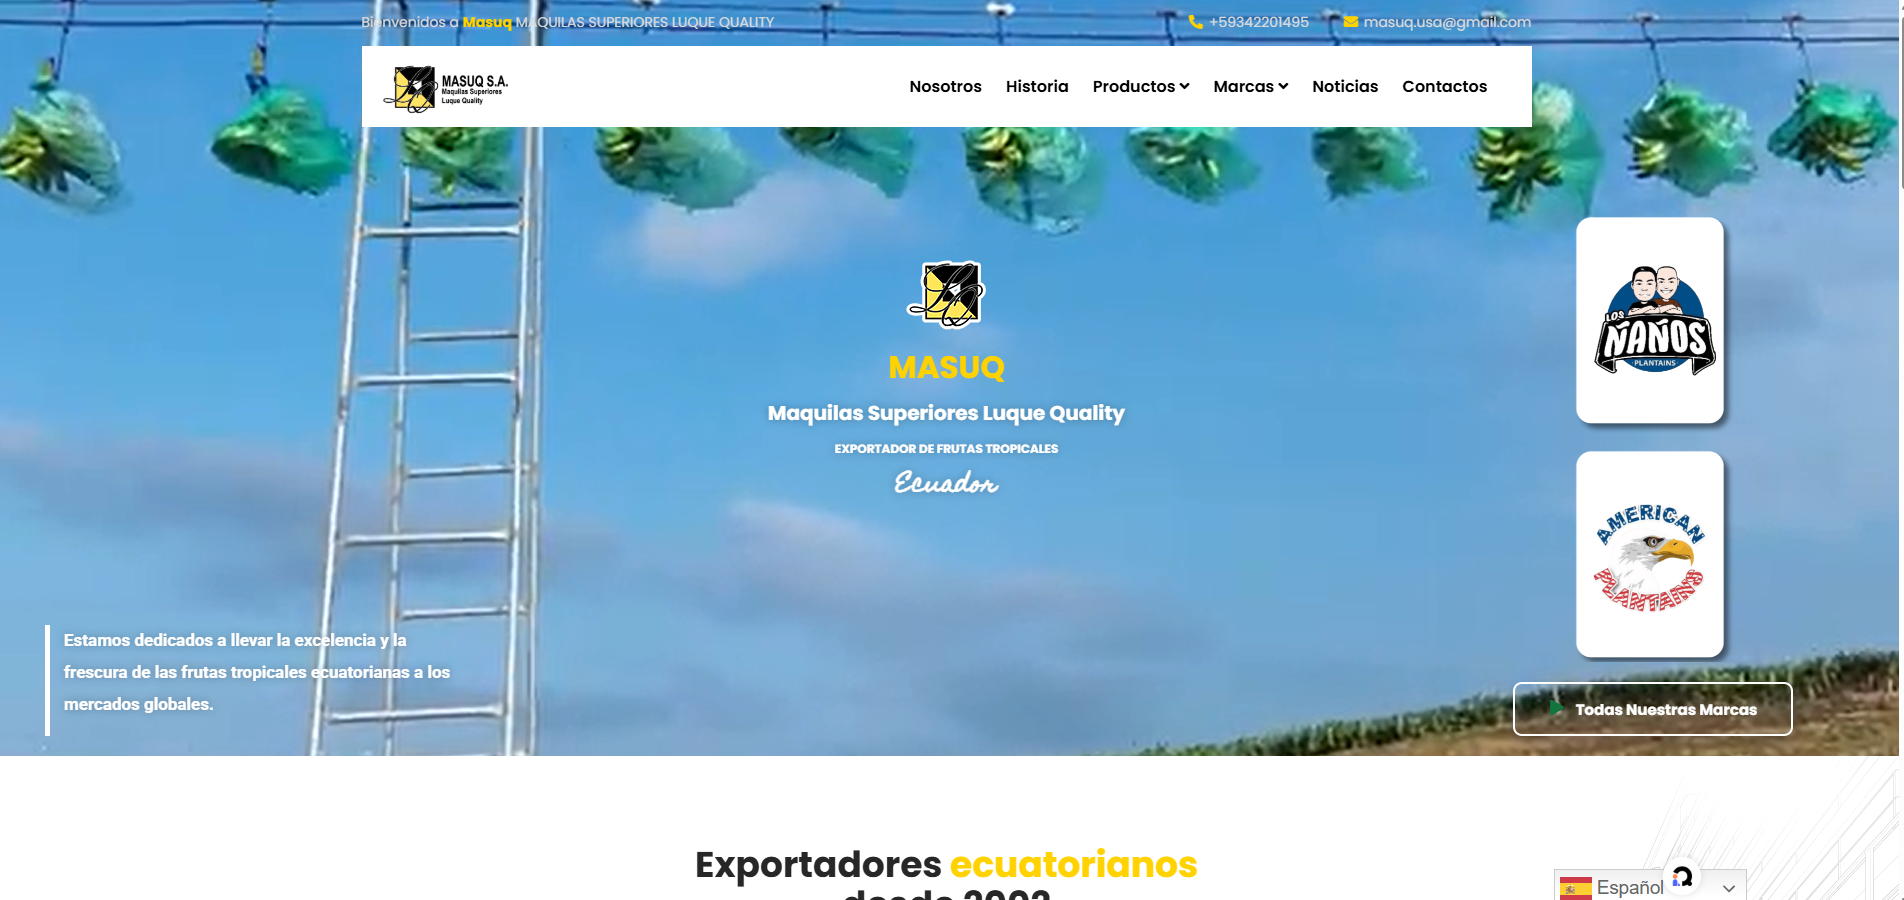 Bienvenidos a Masuq MAQUILAS SUPERIORES LUQUE QUALITY
+59342201495
masuq.usa@gmail.com
MASUQ S.A.
Maquilas Superiores
Luque Quality
Nosotros
Historia
Productos
Marcas
Noticias
Contactos
LOS
ÑAÑOS
PLANTAINS
MASUQ
Maquilas Superiores Luque Quality
EXPORTADOR DE FRUTAS TROPICALES
Ecuador
AMERICAN
PLANTAINS
Estamos dedicados a llevar la excelencia y la
frescura de las frutas tropicales ecuatorianas a los
mercados globales.
Todas Nuestras Marcas
Exportadores ecuatorianos
desde 2002
Español